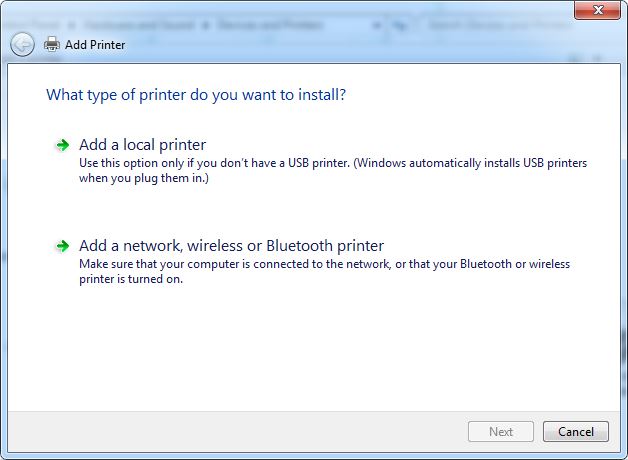 Add Printer
What type of printer do you want to install?
Add a local printer
Use this option only if you don't have a USB printer. (Windows automatically installs USB printers
when you plug them in.)
Add a network, wireless or Bluetooth printer
Make sure that your computer is connected to the network, or that your Bluetooth or wireless
printer is turned on.
Next
Cancel